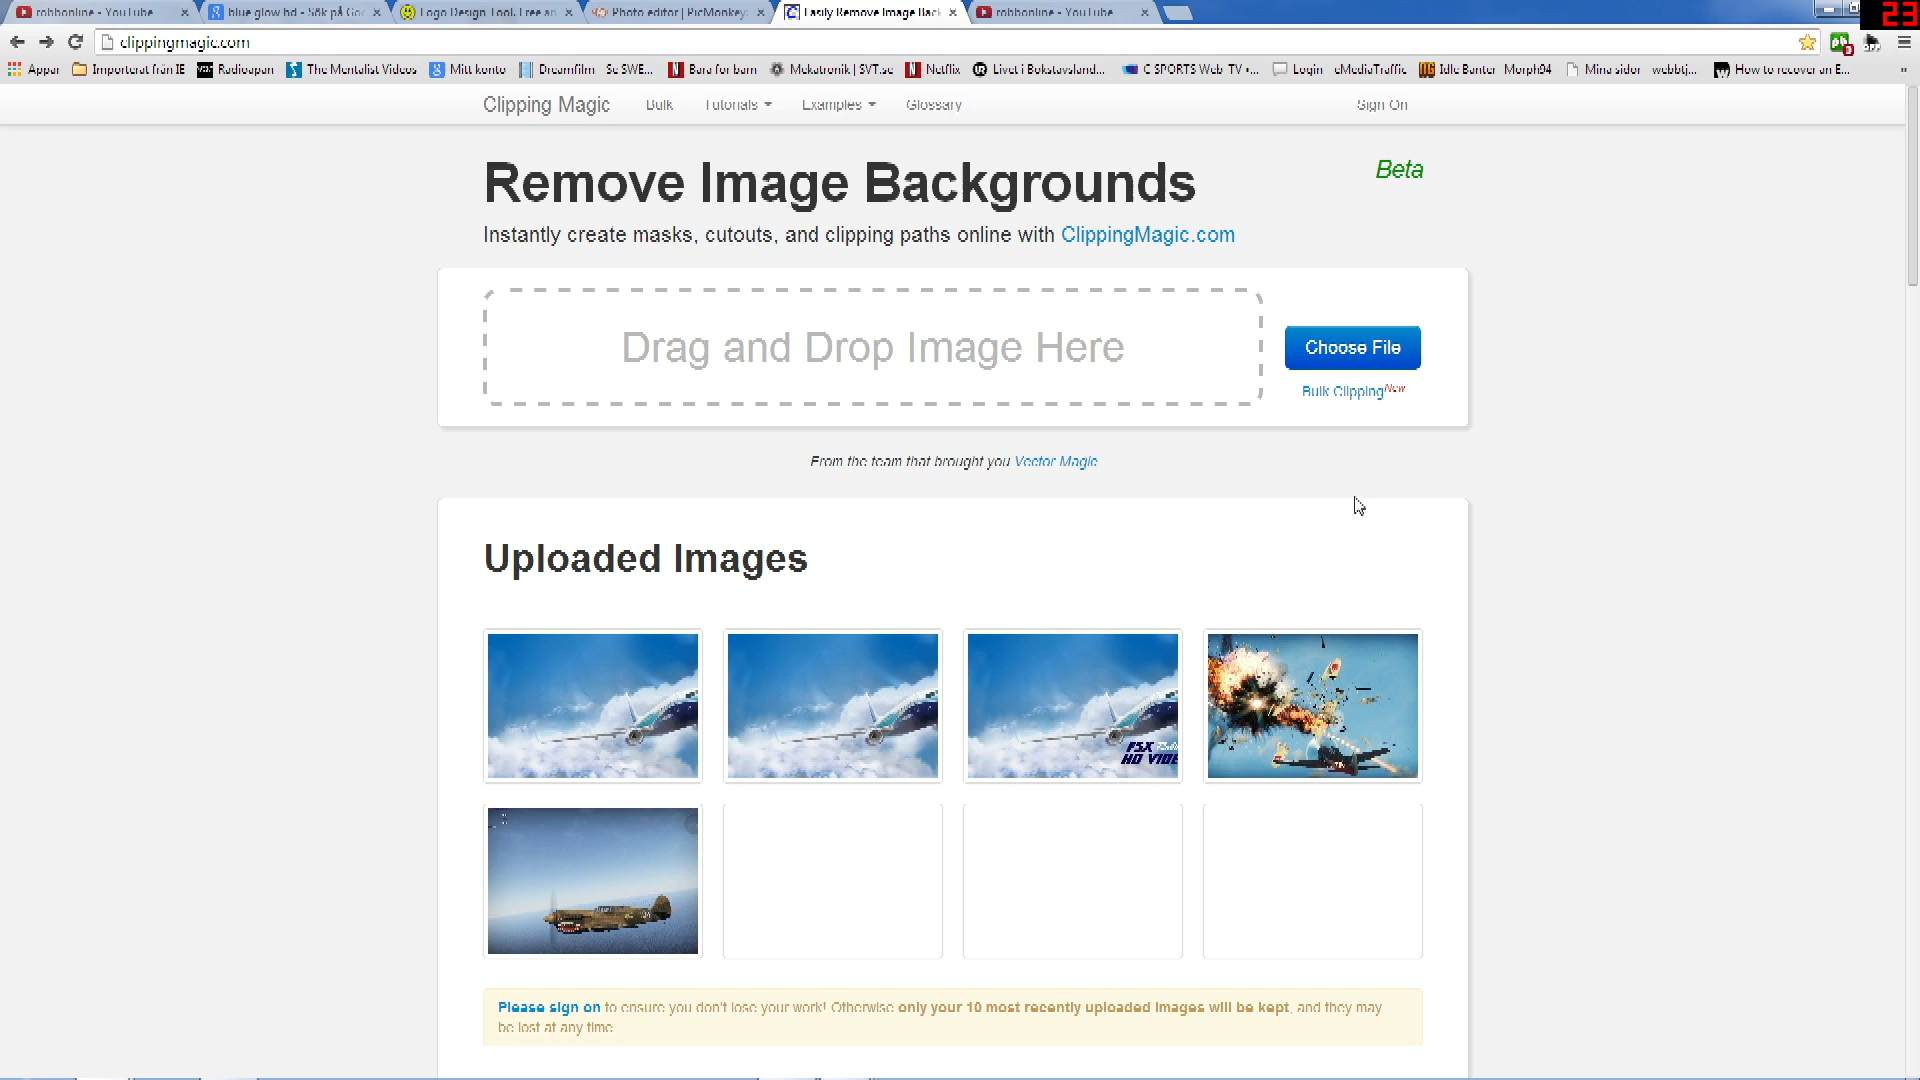 robbonline - YouTube
blue glow hd - Sök på Goo
Logo Design Tool. Free an
Photo editor | PicMonkey:
Easily Remove Image Back
robbonline - YouTube
23
clippingmagic.com
Appar
Importerat från IE
Radioapan
The Mentalist Videos
Mitt konto
Dreamfilm - Se SWE...
Bara for barn
Mekatronik | SVT.se
Netflix
Livet i Bokstavsland...
C SPORTS Web-TV •...
Login - eMediaTraffic
Idle Banter - Morph94
Mina sidor - webbtj...
How to recover an E...
Clipping Magic
Bulk
Tutorials
Examples
Glossary
Sign On
Remove Image Backgrounds
Beta
Instantly create masks, cutouts, and clipping paths online with ClippingMagic.com
Drag and Drop Image Here
Choose File
Bulk Clipping New
From the team that brought you Vector Magic
Uploaded Images
FSX
HD VIDE
Please sign on to ensure you don't lose your work! Otherwise only your 10 most recently uploaded images will be kept, and they may
be lost at any time